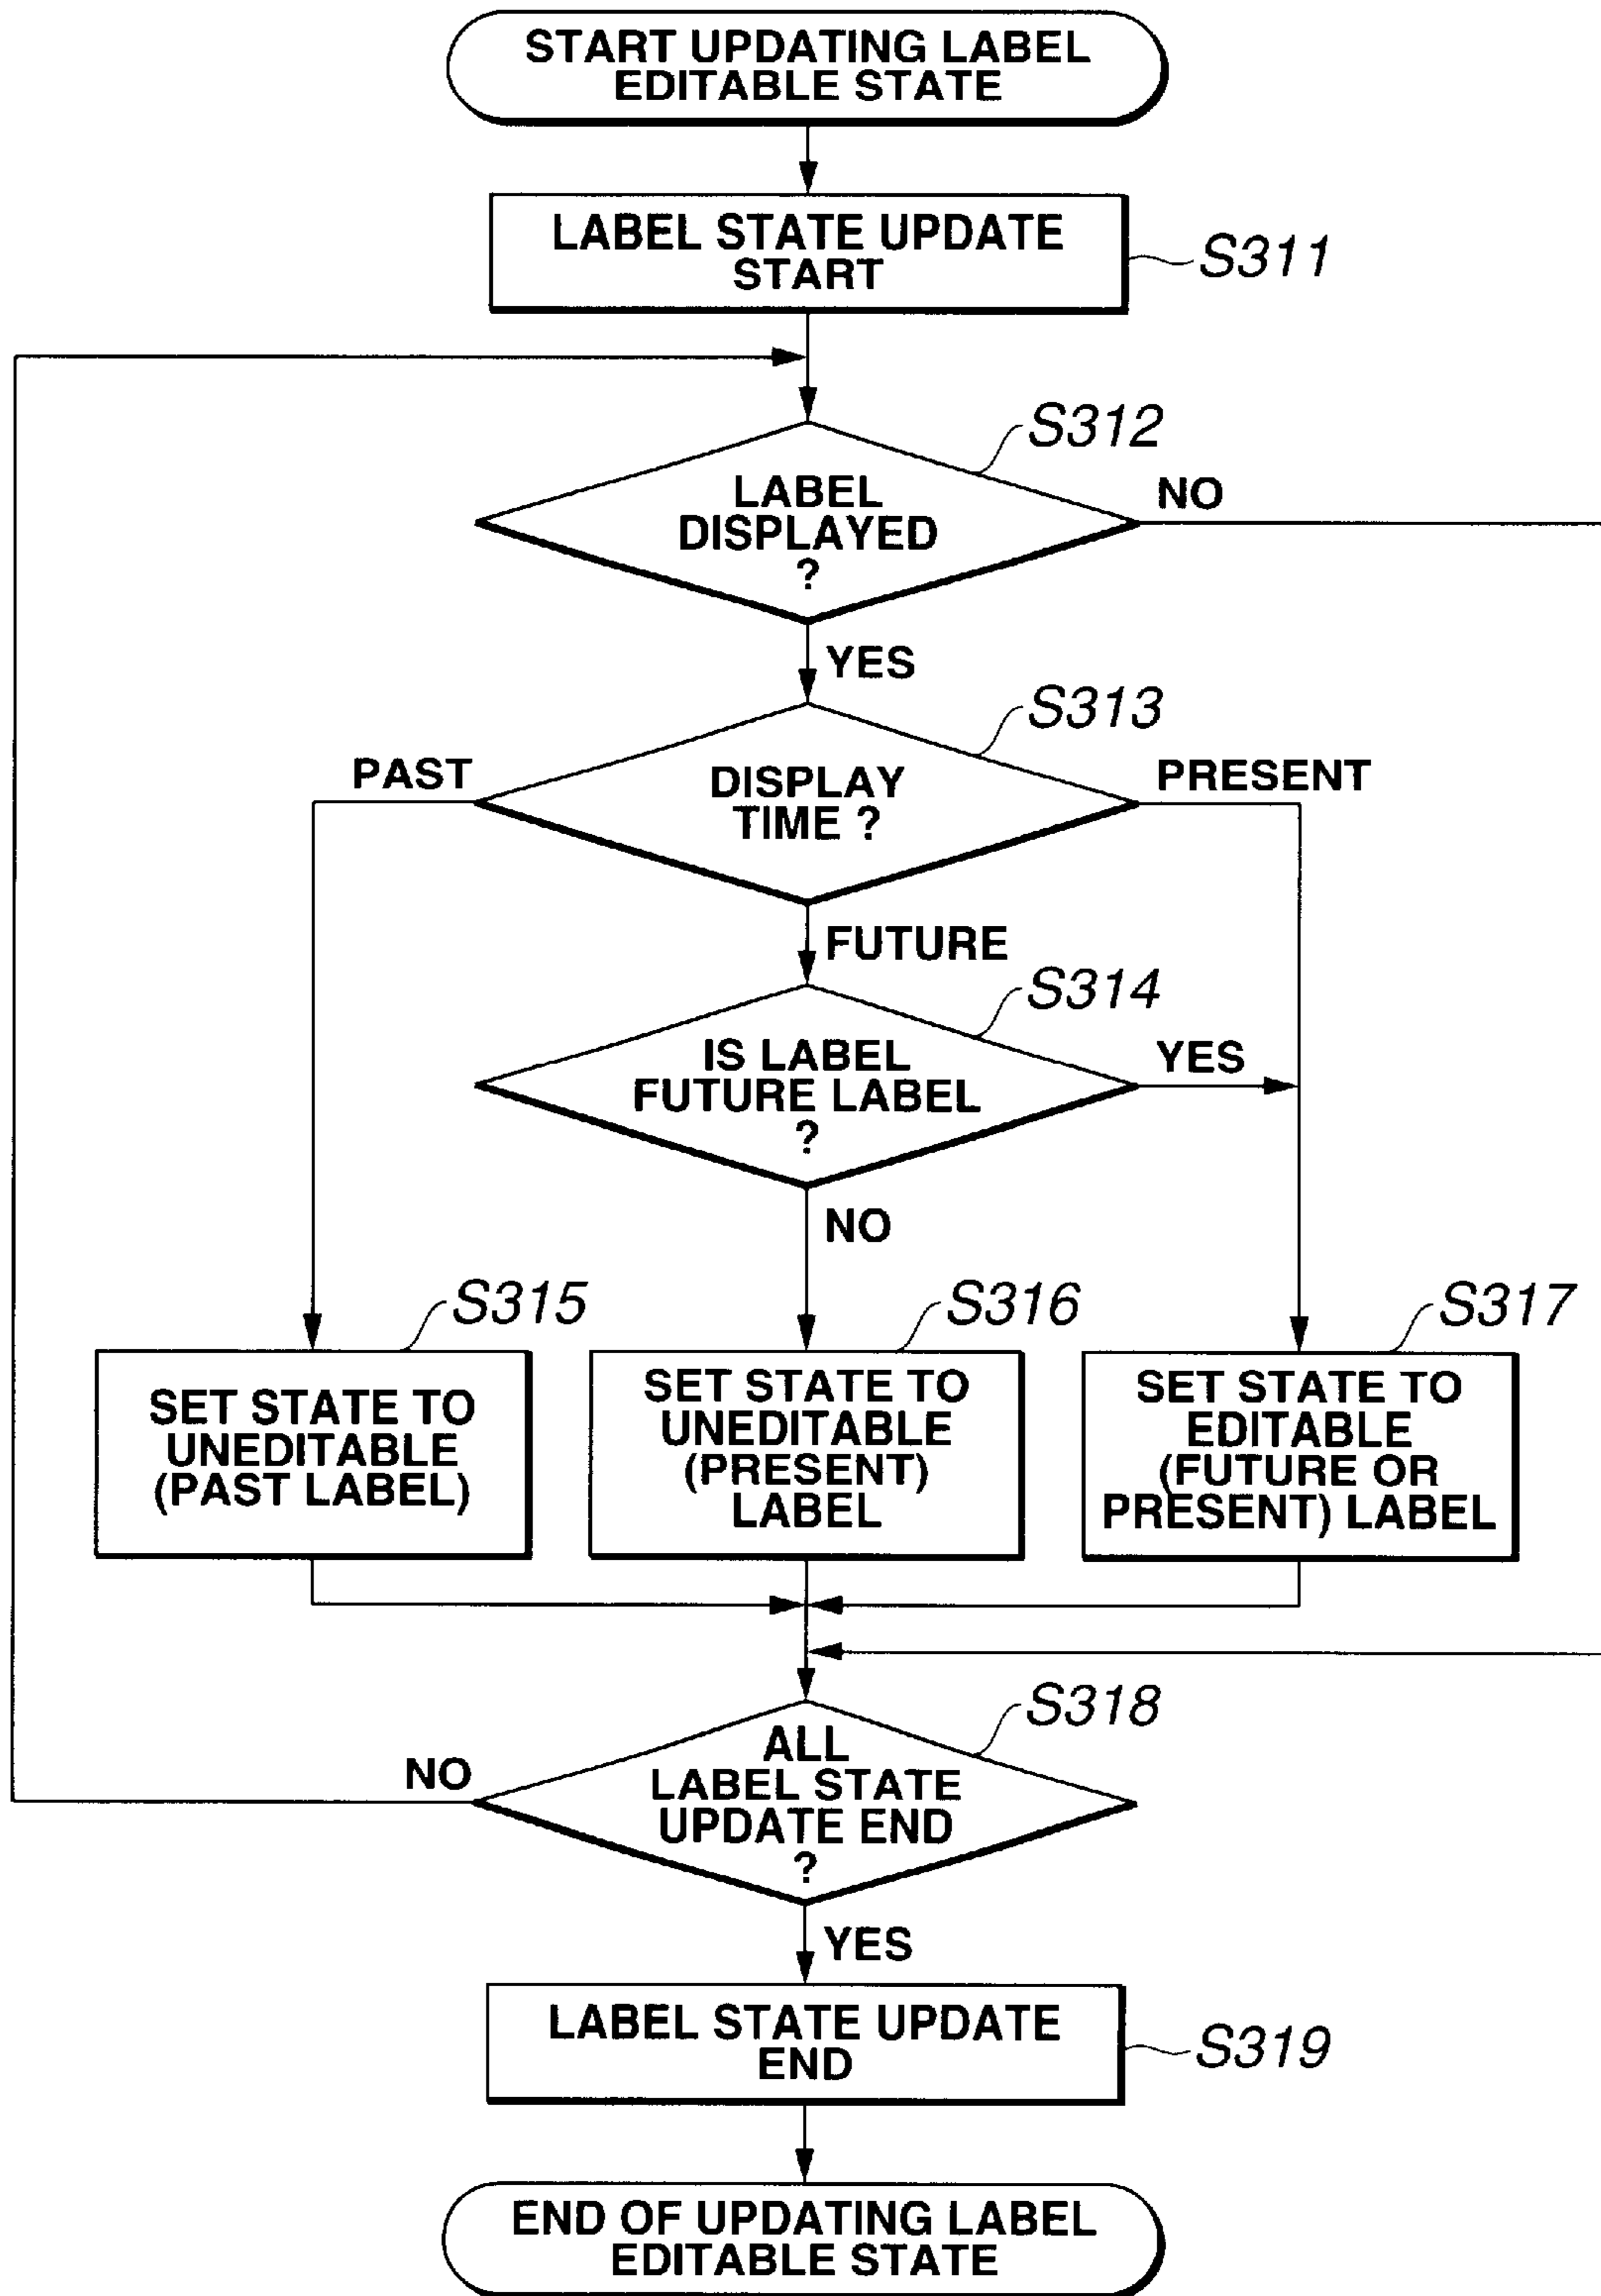 START UPDATING LABEL
EDITABLE STATE
LABEL STATE UPDATE
START
S311
S312
LABEL
DISPLAYED
?
NO
YES
S313
PAST
DISPLAY
TIME ?
PRESENT
FUTURE
S314
IS LABEL
FUTURE LABEL
?
YES
NO
S315
S316
S317
SET STATE TO
UNEDITABLE
(PAST LABEL)
SET STATE TO
UNEDITABLE
(PRESENT)
LABEL
SET STATE TO
EDITABLE
(FUTURE OR
PRESENT) LABEL
S318
NO
ALL
LABEL STATE
UPDATE END
?
YES
LABEL STATE UPDATE
END
S319
END OF UPDATING LABEL
EDITABLE STATE